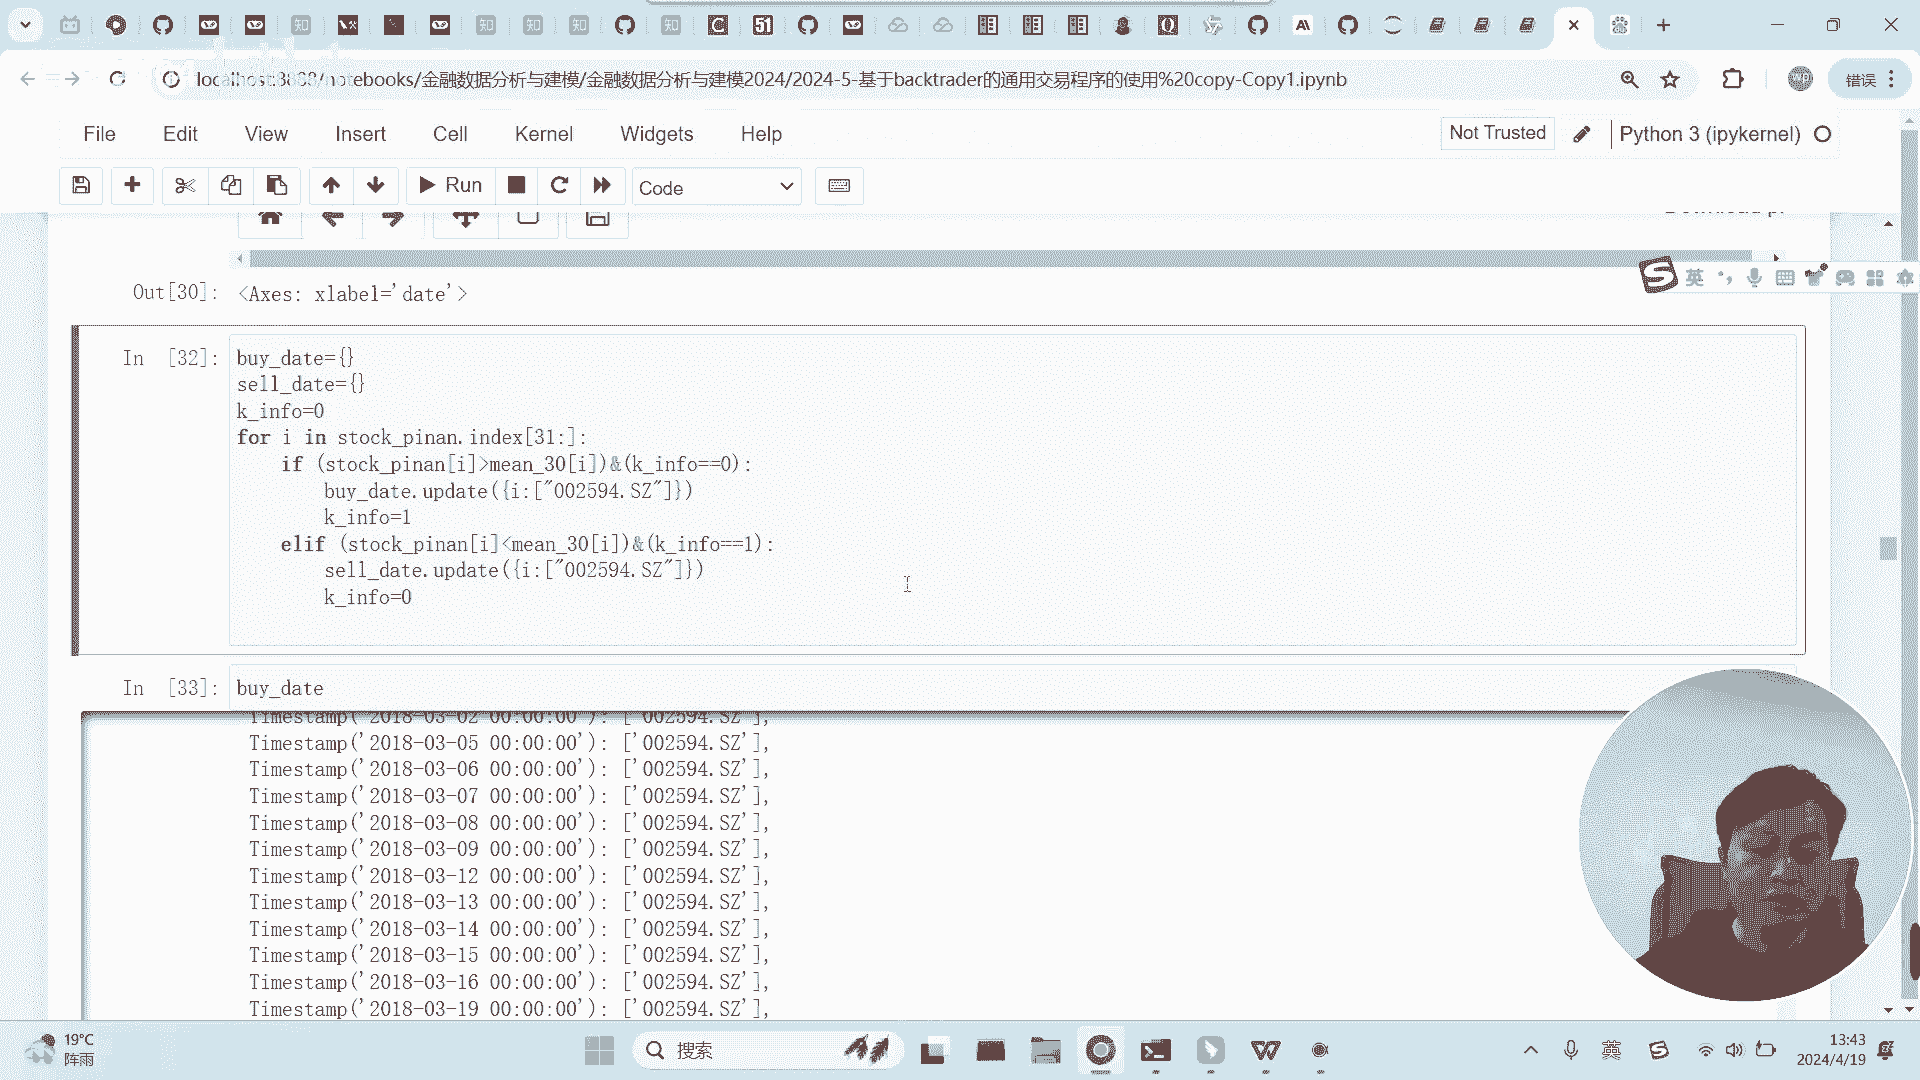 localhost:8888/notebooks/金融数据分析与建模/金融数据分析与建模2024/2024-5-基于backtrader的通用交易程序的使用%20copy-Copy1.ipynb
错误
File Edit View Insert Cell Kernel Widgets Help
Not Trusted
Python 3 (ipykernel)
Run
Code
Out[30]: <Axes: xlabel='date'>
英
In [32]: buy_date={}
sell_date={}
k_info=0
for i in stock_pinan.index[31:]:
if (stock_pinan[i]>mean_30[i])&(k_info==0):
buy_date.update({i:["002594.SZ"]})
k_info=1
elif (stock_pinan[i]<mean_30[i])&(k_info==1):
sell_date.update({i:["002594.SZ"]})
k_info=0
In [33]: buy_date
Timestamp('2018-03-02 00:00:00'): ['002594.SZ'],
Timestamp('2018-03-05 00:00:00'): ['002594.SZ'],
Timestamp('2018-03-06 00:00:00'): ['002594.SZ'],
Timestamp('2018-03-07 00:00:00'): ['002594.SZ'],
Timestamp('2018-03-08 00:00:00'): ['002594.SZ'],
Timestamp('2018-03-09 00:00:00'): ['002594.SZ'],
Timestamp('2018-03-12 00:00:00'): ['002594.SZ'],
Timestamp('2018-03-13 00:00:00'): ['002594.SZ'],
Timestamp('2018-03-14 00:00:00'): ['002594.SZ'],
Timestamp('2018-03-15 00:00:00'): ['002594.SZ'],
Timestamp('2018-03-16 00:00:00'): ['002594.SZ'],
Timestamp('2018-03-19 00:00:00'): ['002594.SZ'],
19°C
阵雨
搜索
英
13:43
2024/4/19